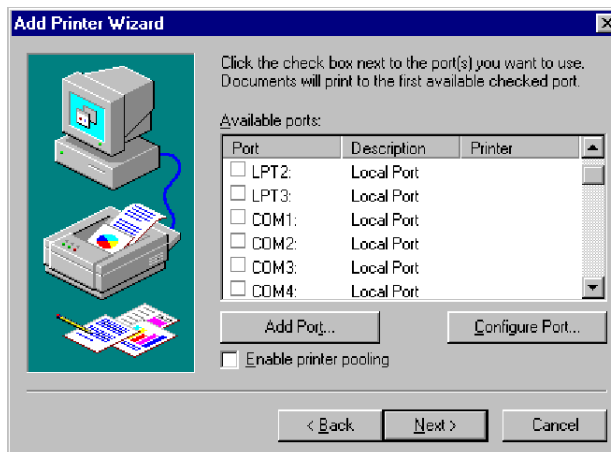 Add Printer Wizard
Click the check box next to the port(s) you want to use.
Documents will print to the first available checked port.
Available ports:
Port Description Printer
LPT2: Local Port
LPT3: Local Port
COM1: Local Port
COM2: Local Port
COM3: Local Port
COM4: Local Port
Add Port... Configure Port...
Enable printer pooling
< Back Next > Cancel